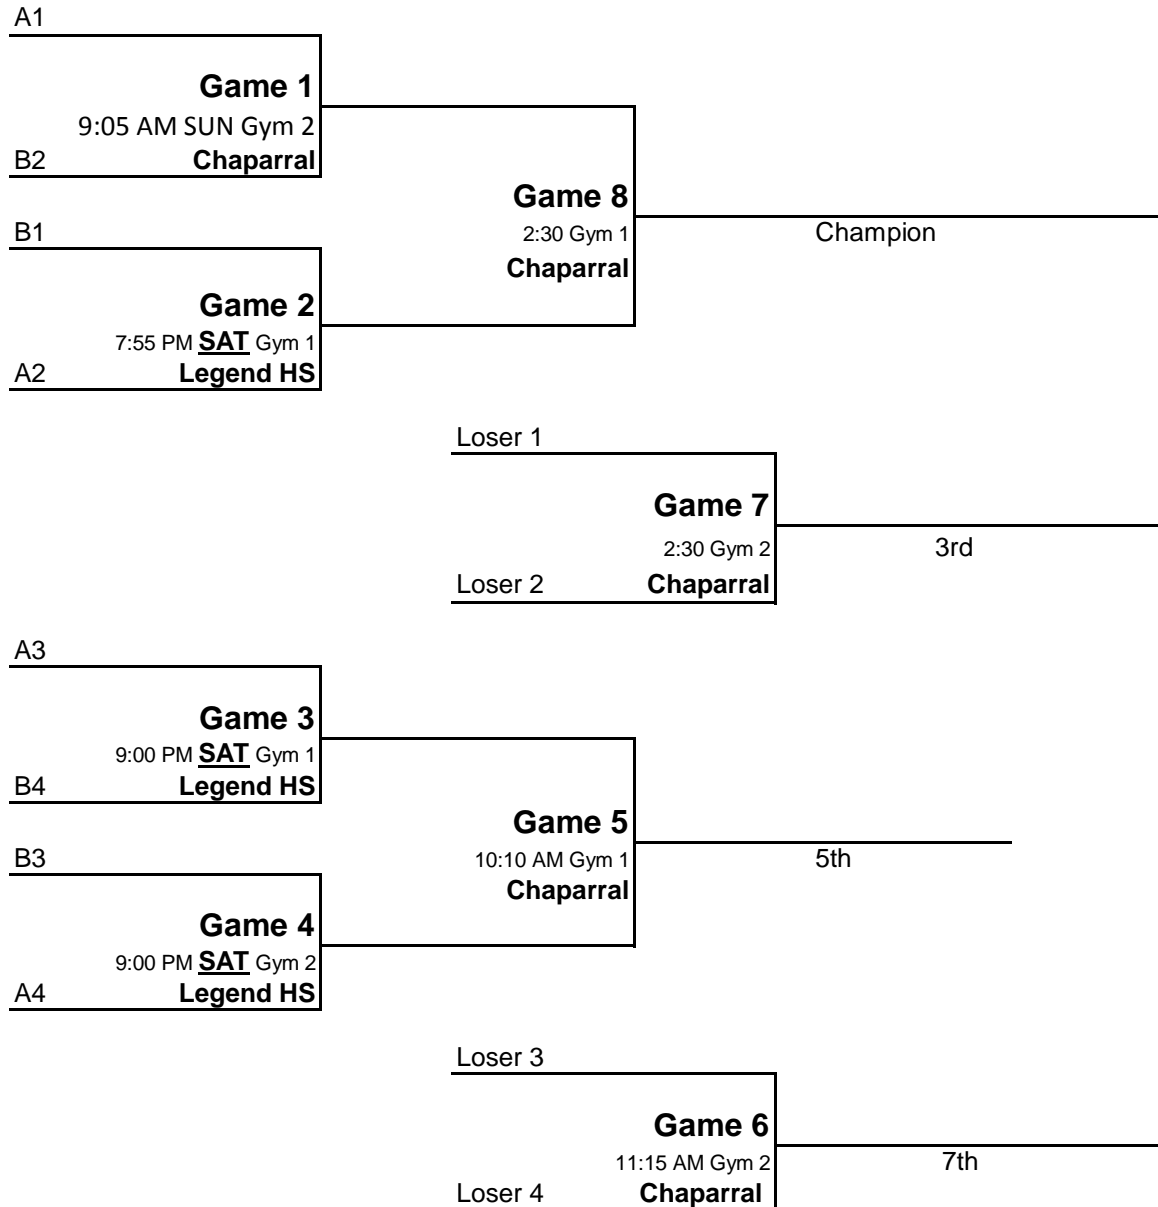 A1
Game 1
9:05 AM SUN Gym 2
B2 Chaparral
Game 8
2:30 Gym 1
Chaparral
Champion
B1
Game 2
7:55 PM SAT Gym 1
A2 Legend HS
Loser 1
Game 7
2:30 Gym 2
Loser 2 Chaparral
3rd
A3
Game 3
9:00 PM SAT Gym 1
B4 Legend HS
Game 5
10:10 AM Gym 1
Chaparral
5th
B3
Game 4
9:00 PM SAT Gym 2
A4 Legend HS
Loser 3
Game 6
11:15 AM Gym 2
Loser 4 Chaparral
7th